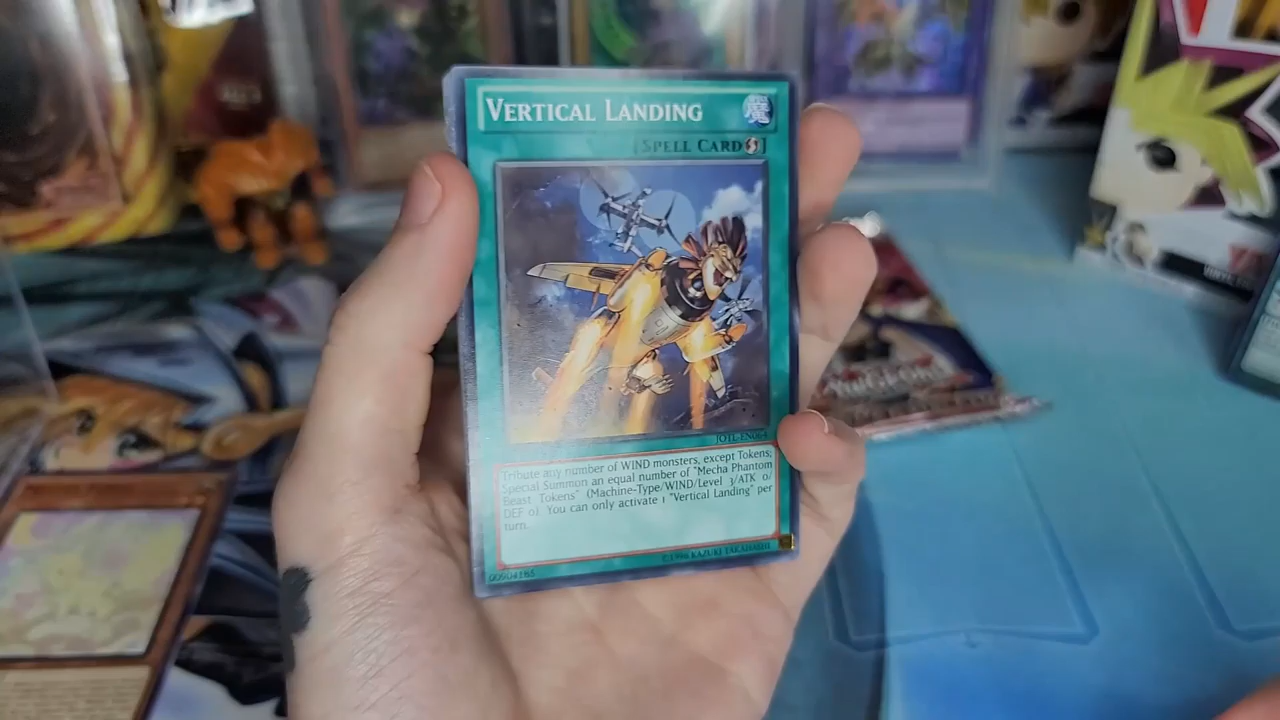 VERTICAL LANDING
[SPELL CARD]
JOTL-EN064
Tribute any number of WIND monsters, except Tokens;
Special Summon an equal number of "Mecha Phantom
Beast Tokens" (Machine-Type/WIND/Level 3/ATK 0/
DEF 0). You can only activate 1 "Vertical Landing" per
turn.
©1996 KAZUKI TAKAHASHI
00904185